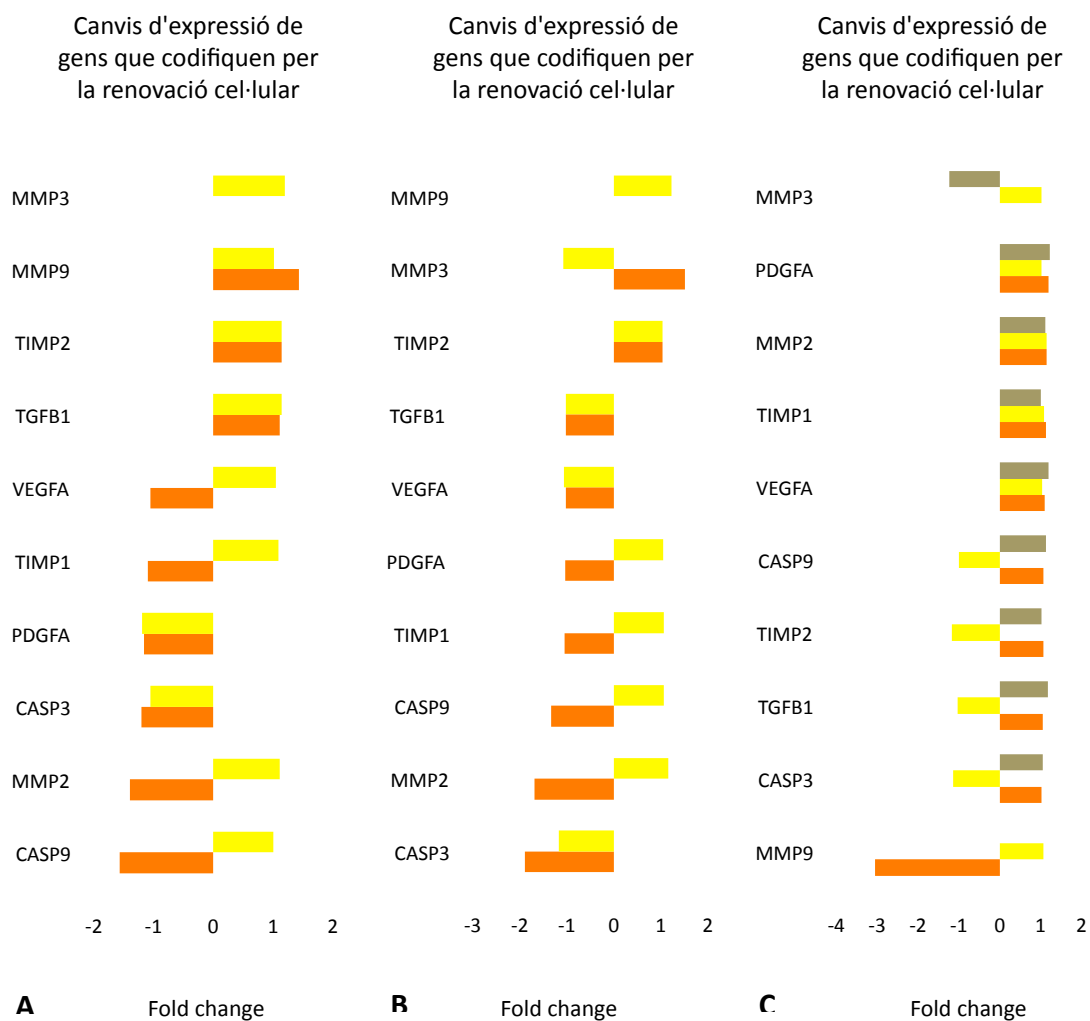 Canvis d'expressió de
gens que codifiquen per
la renovació cel·lular
MMP3
MMP9
TIMP2
TGFB1
VEGFA
TIMP1
PDGFA
CASP3
MMP2
CASP9
-2 -1 0 1 2
A Fold change
Canvis d'expressió de
gens que codifiquen per
la renovació cel·lular
MMP9
MMP3
TIMP2
TGFB1
VEGFA
PDGFA
TIMP1
CASP9
MMP2
CASP3
-3 -2 -1 0 1 2
B Fold change
Canvis d'expressió de
gens que codifiquen per
la renovació cel·lular
MMP3
PDGFA
MMP2
TIMP1
VEGFA
CASP9
TIMP2
TGFB1
CASP3
MMP9
-4 -3 -2 -1 0 1 2
C Fold change